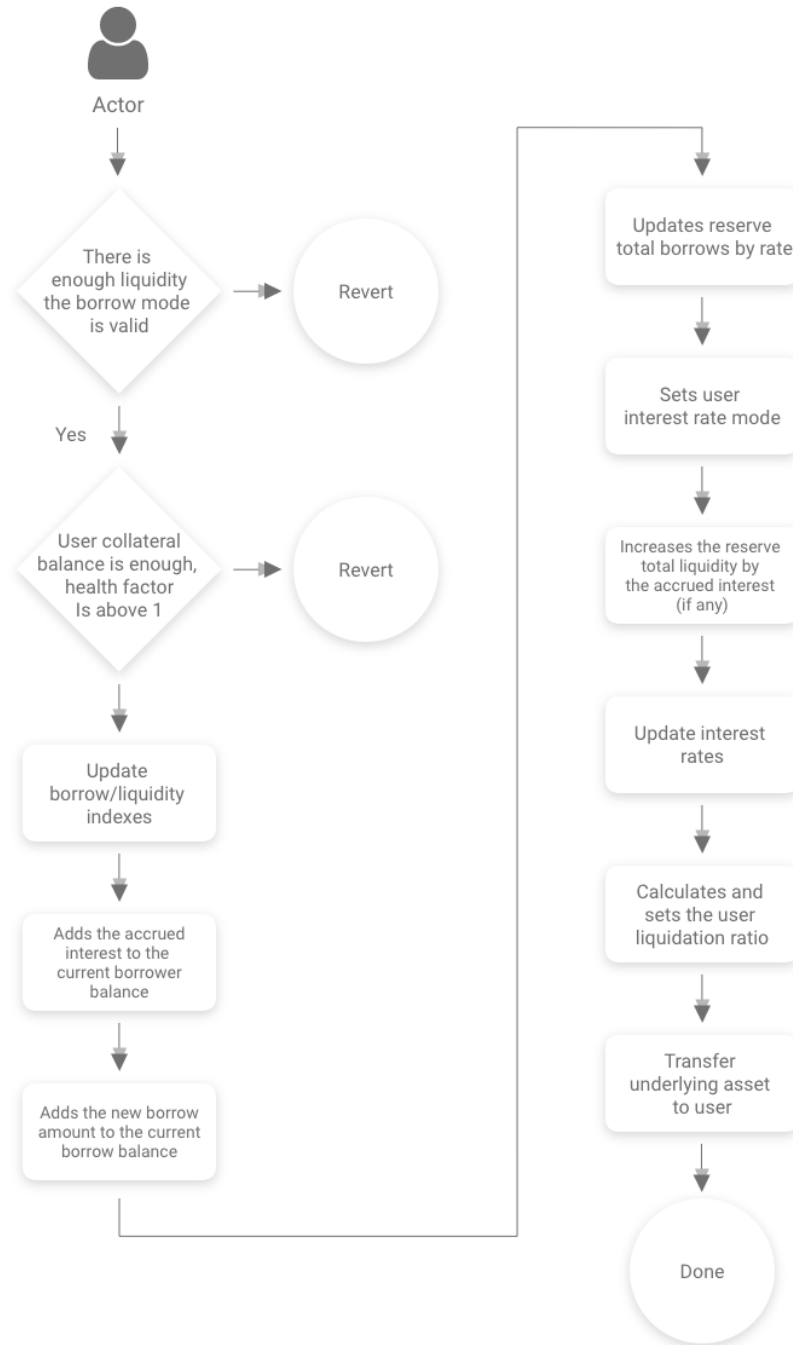 Actor
There is
enough liquidity
the borrow mode
is valid
Revert
Yes
User collateral
balance is enough,
health factor
Is above 1
Revert
Update
borrow/liquidity
indexes
Adds the accrued
interest to the
current borrower
balance
Adds the new borrow
amount to the current
borrow balance
Updates reserve
total borrows by rate
Sets user
interest rate mode
Increases the reserve
total liquidity by
the accrued interest
(if any)
Update interest
rates
Calculates and
sets the user
liquidation ratio
Transfer
underlying asset
to user
Done